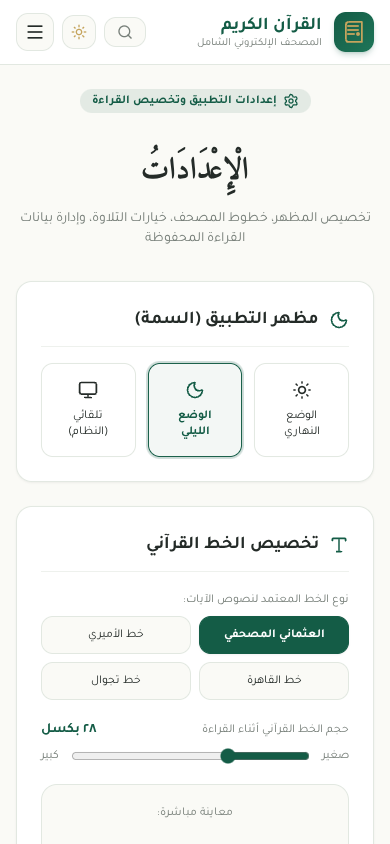 القرآن الكريم
المصحف الإلكتروني الشامل
إعدادات التطبيق وتخصيص القراءة
الْإِعْدَادَاتُ
تخصيص المظهر، خطوط المصحف، خيارات التلاوة، وإدارة بيانات
القراءة المحفوظة
مظهر التطبيق (السمة)
الوضع النهاري
الوضع الليلي
تلقائي (النظام)
تخصيص الخط القرآني
نوع الخط المعتمد لنصوص الآيات:
العثماني المصحفي
خط الأميري
خط القاهرة
خط تجوال
حجم الخط القرآني أثناء القراءة
٢٨ بكسل
صغير
كبير
معاينة مباشرة: